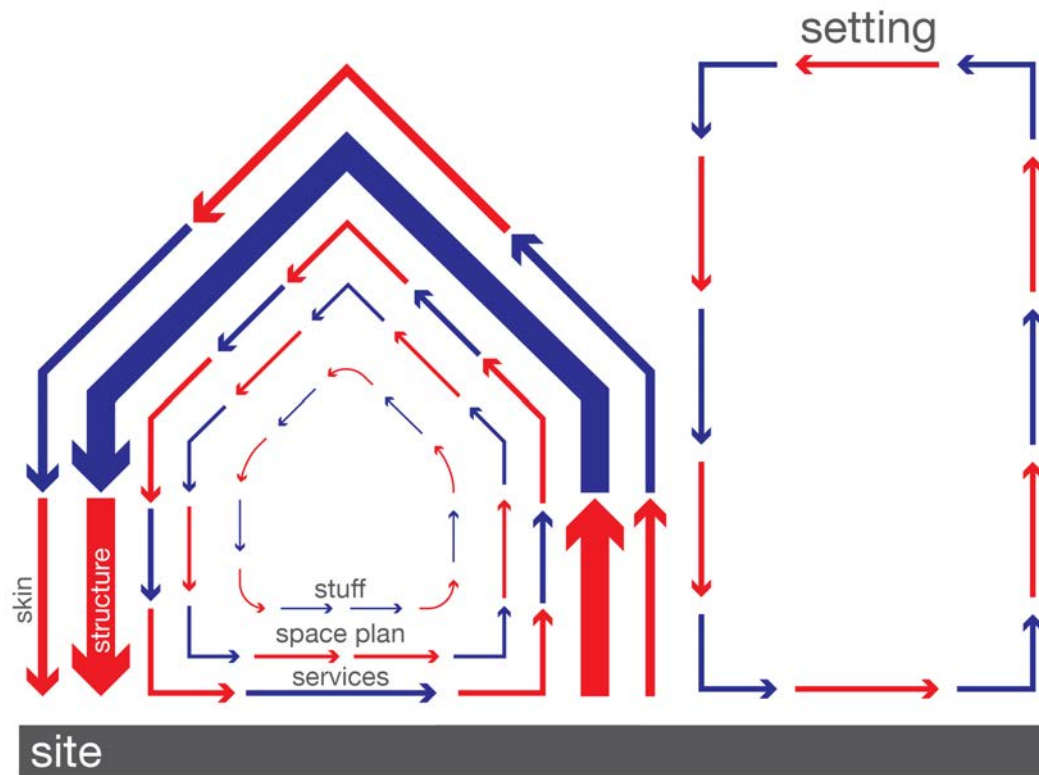 setting
skin
structure
stuff
space plan
services
site